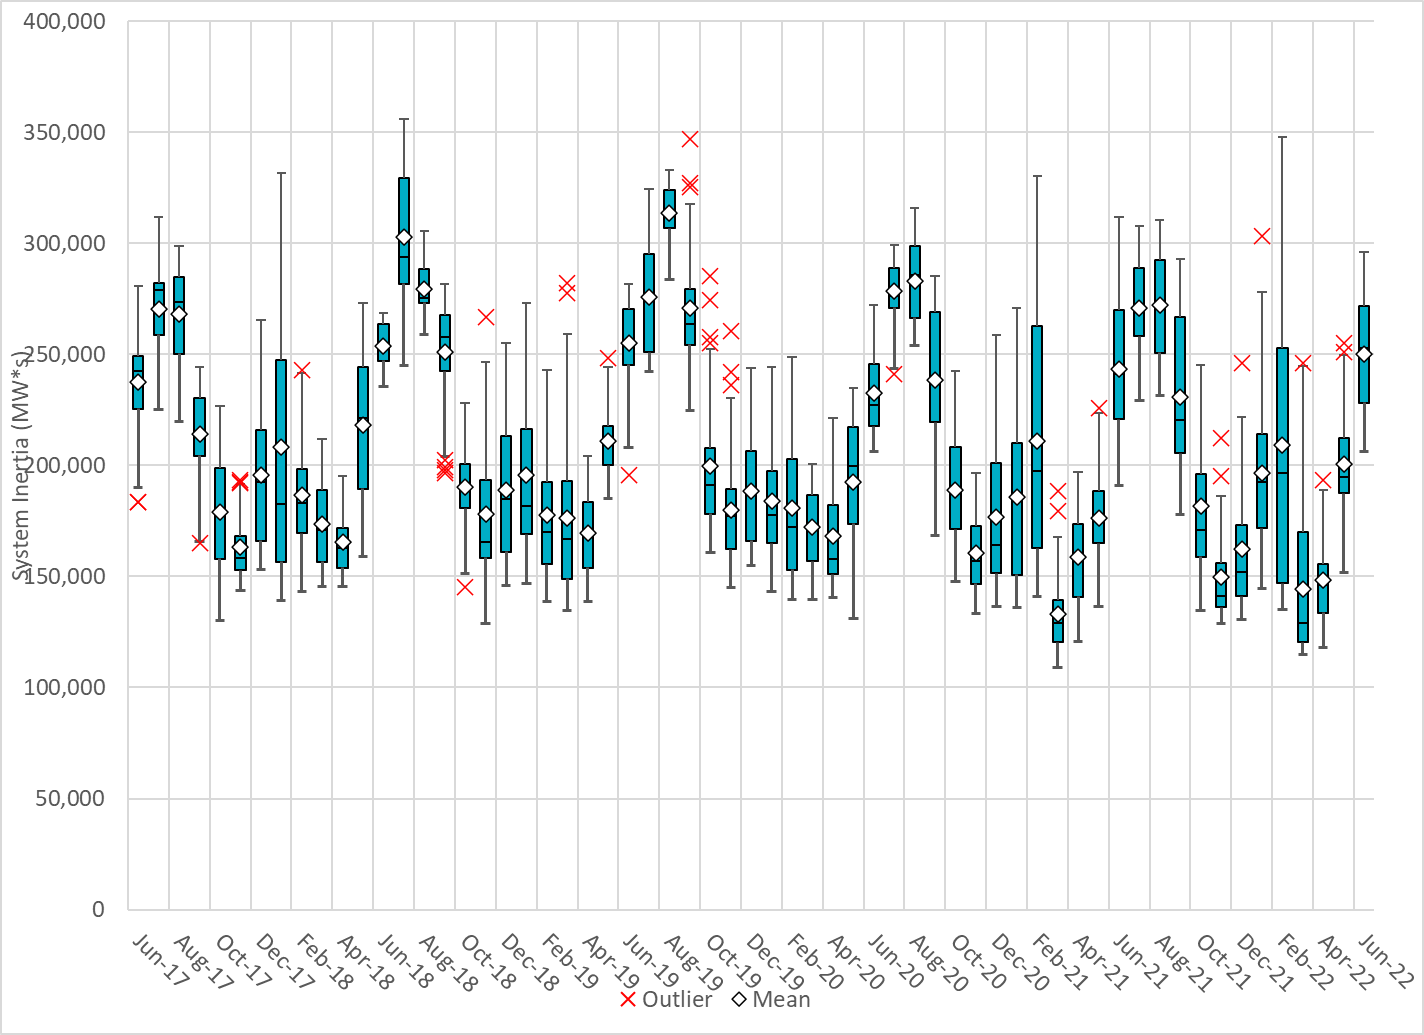 400,000
350,000
300,000
250,000
200,000
150,000
100,000
50,000
0
System Inertia (MW*s)
Jun-17
Aug-17
Oct-17
Dec-17
Feb-18
Apr-18
Jun-18
Aug-18
Oct-18
Dec-18
Feb-19
Apr-19
Jun-19
Aug-19
Oct-19
Dec-19
Feb-20
Apr-20
Jun-20
Aug-20
Oct-20
Dec-20
Feb-21
Apr-21
Jun-21
Aug-21
Oct-21
Dec-21
Feb-22
Apr-22
Jun-22
Outlier
Mean